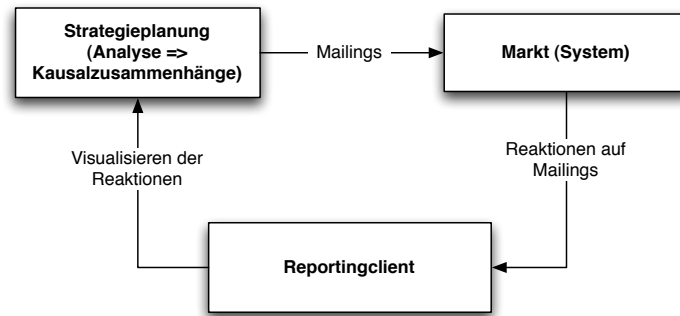 Strategieplanung
(Analyse =>
Kausalzusammenhänge)
Mailings
Markt (System)
Visualisieren der
Reaktionen
Reaktionen auf
Mailings
Reportingclient